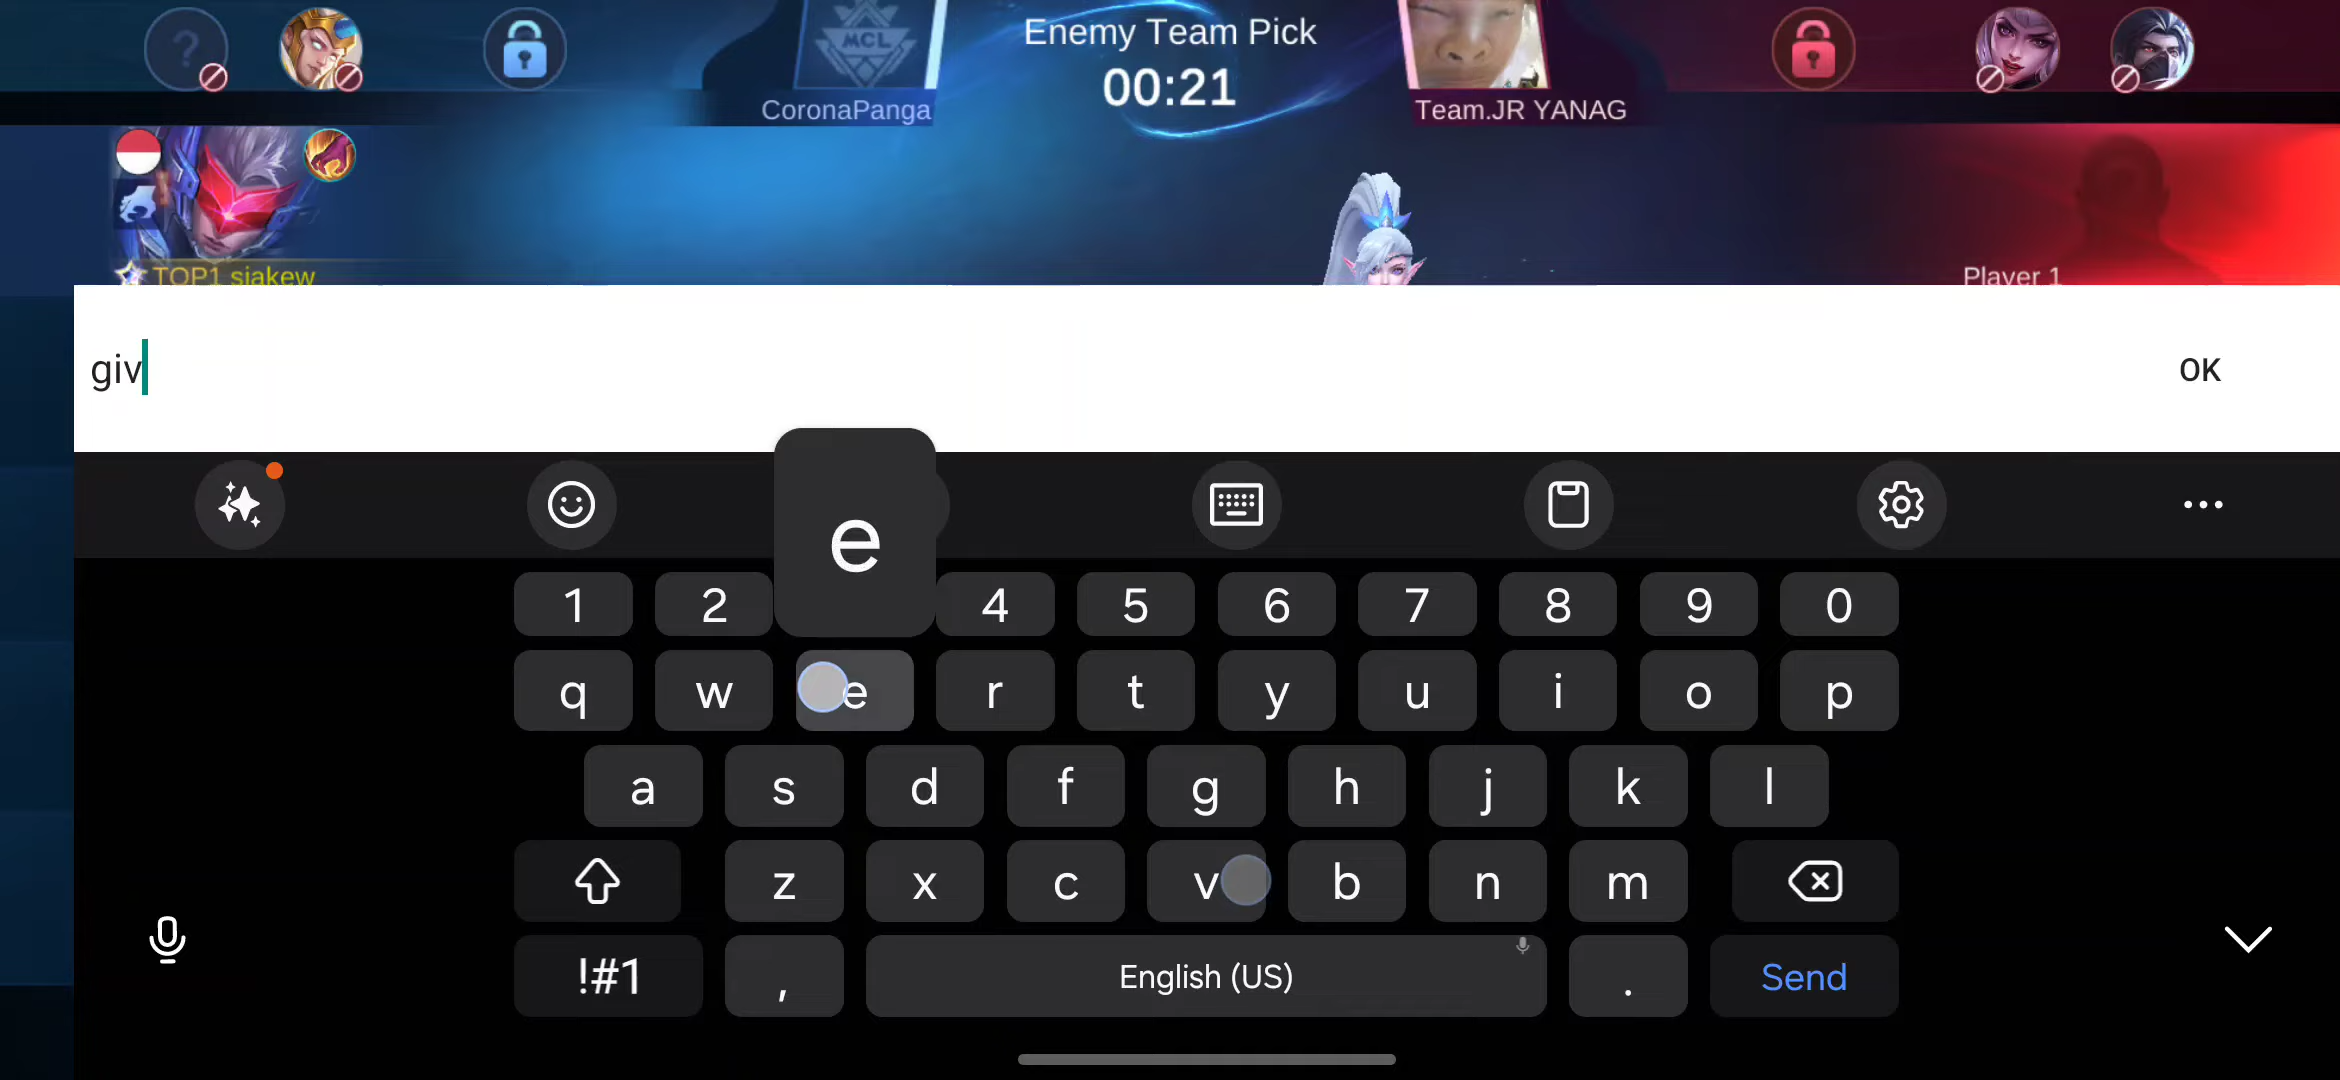 ?
MCL
Enemy Team Pick
00:21
CoronaPanga
Team.JR YANAG
TOP1 siakew
Player 1
giv
OK
e
1 2 4 5 6 7 8 9 0
q w e r t y u i o p
a s d f g h j k l
z x c v b n m
!#1 , English (US) . Send